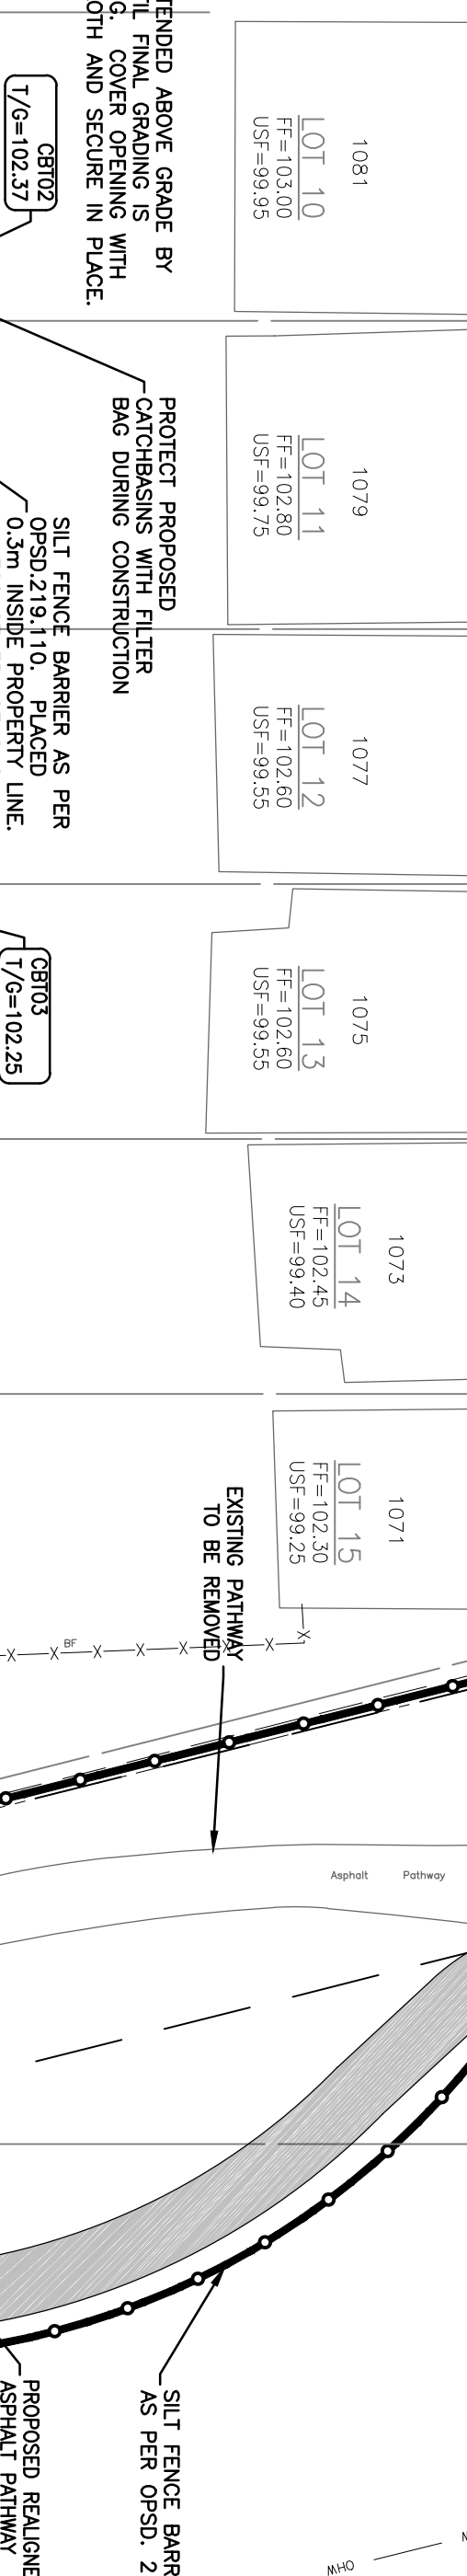 TENDED ABOVE GRADE BY
IL FINAL GRADING IS
G. COVER OPENING WITH
OTH AND SECURE IN PLACE.
CBT02
T/G=102.37
1081
LOT 10
FF=103.00
USF=99.95
PROTECT PROPOSED
CATCHBASINS WITH FILTER
BAG DURING CONSTRUCTION
1079
LOT 11
FF=102.80
USF=99.75
SILT FENCE BARRIER AS PER
OPSD.219.110. PLACED
0.3m INSIDE PROPERTY LINE.
1077
LOT 12
FF=102.60
USF=99.55
CBT03
T/G=102.25
1075
LOT 13
FF=102.60
USF=99.55
1073
LOT 14
FF=102.45
USF=99.40
1071
LOT 15
FF=102.30
USF=99.25
EXISTING PATHWAY
TO BE REMOVED
BF
Asphalt Pathway
SILT FENCE BARR
AS PER OPSD. 2
PROPOSED REALIGNE
ASPHALT PATHWAY
OHW